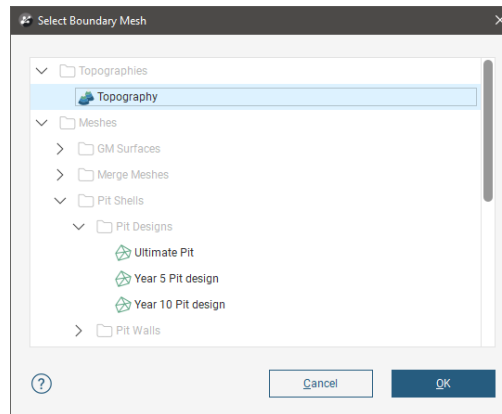 Select Boundary Mesh
Topographies
Topography
Meshes
GM Surfaces
Merge Meshes
Pit Shells
Pit Designs
Ultimate Pit
Year 5 Pit design
Year 10 Pit design
Pit Walls
?
Cancel
OK